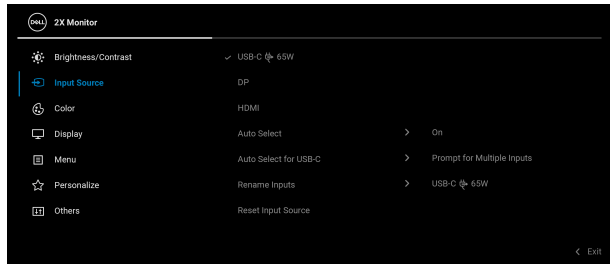 DELL 2X Monitor
Brightness/Contrast USB-C 65W
Input Source DP
Color HDMI
Display Auto Select On
Menu Auto Select for USB-C Prompt for Multiple Inputs
Personalize Rename Inputs USB-C 65W
Others Reset Input Source
Exit